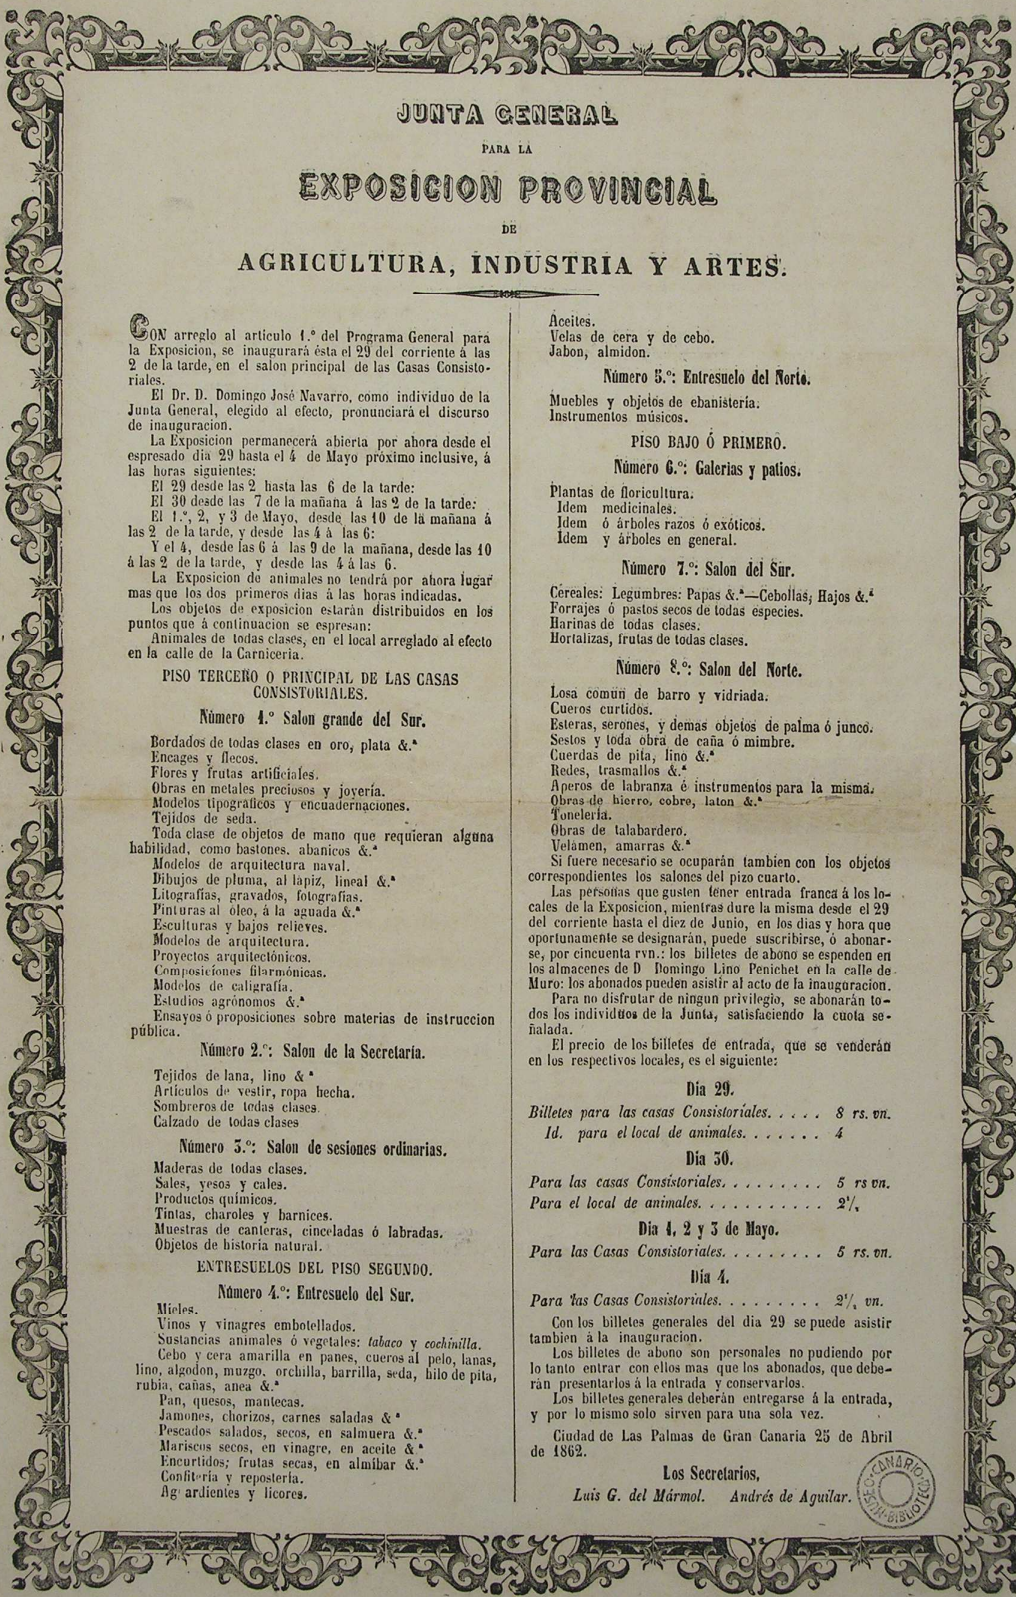 JUNTA GENERAL
PARA LA
EXPOSICION PROVINCIAL
DE
AGRICULTURA, INDUSTRIA Y ARTES.
CON arreglo al artículo 1.º del Programa General para
la Exposicion, se inaugurará ésta el 29 del corriente á las
2 de la tarde, en el salon principal de las Casas Consisto-
riales.
El Dr. D. Domingo José Navarro, como individuo de la
Junta General, elegido al efecto, pronunciará el discurso
de inauguracion.
La Exposicion permanecerá abierta por ahora desde el
espresado dia 29 hasta el 4 de Mayo próximo inclusive, á
las horas siguientes:
El 29 desde las 2 hasta las 6 de la tarde:
El 30 desde las 7 de la mañana á las 2 de la tarde:
El 1.º, 2, y 3 de Mayo, desde las 10 de la mañana á
las 2 de la tarde, y desde las 4 á las 6:
Y el 4, desde las 6 á las 9 de la mañana, desde las 10
á las 2 de la tarde, y desde las 4 á las 6.
La Exposicion de animales no tendrá por ahora lugar
mas que los dos primeros dias á las horas indicadas.
Los objetos de exposicion estarán distribuidos en los
puntos que á continuacion se espresan:
Animales de todas clases, en el local arreglado al efecto
en la calle de la Carniceria.
PISO TERCERO O PRINCIPAL DE LAS CASAS
CONSISTORIALES.
Número 1.º Salon grande del Sur.
Bordados de todas clases en oro, plata &.ª
Encages y flecos.
Flores y frutas artificiales.
Obras en metales preciosos y joyería.
Modelos tipográficos y encuadernaciones.
Tejidos de seda.
Toda clase de objetos de mano que requieran alguna
habilidad, como bastones, abanicos &.ª
Modelos de arquitectura naval.
Dibujos de pluma, al lapiz, lineal &.ª
Litografías, gravados, fotografías.
Pinturas al óleo, á la aguada &.ª
Esculturas y bajos relieves.
Modelos de arquitectura.
Proyectos arquitectónicos.
Composiciones filarmónicas.
Modelos de caligrafía.
Estudios agrónomos &.ª
Ensayos ó proposiciones sobre materias de instruccion
pública.
Número 2.º: Salon de la Secretaría.
Tejidos de lana, lino &ª
Artículos de vestir, ropa hecha.
Sombreros de todas clases.
Calzado de todas clases
Número 3.º: Salon de sesiones ordinarias.
Maderas de todas clases.
Sales, yesos y cales.
Productos químicos.
Tintas, charoles y barnices.
Muestras de canteras, cinceladas ó labradas.
Objetos de historia natural.
ENTRESUELOS DEL PISO SEGUNDO.
Número 4.º: Entresuelo del Sur.
Mieles.
Vinos y vinagres embotellados.
Sustancias animales ó vegetales: tabaco y cochinilla.
Cebo y cera amarilla en panes, cueros al pelo, lanas,
lino, algodon, muzgo, orchilla, barrilla, seda, hilo de pita,
rubia, cañas, anea &.ª
Pan, quesos, mantecas.
Jamones, chorizos, carnes saladas &ª
Pescados salados, secos, en salmuera &.ª
Mariscos secos, en vinagre, en aceite &ª
Encurtidos; frutas secas, en almíbar &.ª
Confitería y repostería.
Ag ardientes y licores.
Aceites.
Velas de cera y de cebo.
Jabon, almidon.
Número 5.º: Entresuelo del Norte.
Muebles y objetos de ebanistería.
Instrumentos músicos.
PISO BAJO Ó PRIMERO.
Número 6.º: Galerias y patios.
Plantas de floricultura.
Idem medicinales.
Idem ó árboles razos ó exóticos.
Idem y árboles en general.
Número 7.º: Salon del Sur.
Céreales: Legumbres: Papas &.ª—Cebollas; Hajos &.ª
Forrajes ó pastos secos de todas especies.
Harinas de todas clases.
Hortalizas, frutas de todas clases.
Número 8.º: Salon del Norte.
Losa comun de barro y vidriada.
Cueros curtidos.
Esteras, serones, y demas objetos de palma ó junco.
Sestos y toda obra de caña ó mimbre.
Cuerdas de pita, lino &.ª
Redes, trasmallos &.ª
Aperos de labranza é instrumentos para la misma.
Obras de hierro, cobre, laton &.ª
Tonelería.
Obras de talabardero.
Velámen, amarras &.ª
Si fuere necesario se ocuparán tambien con los objetos
correspondientes los salones del pizo cuarto.
Las personas que gusten tener entrada franca á los lo-
cales de la Exposicion, mientras dure la misma desde el 29
del corriente hasta el diez de Junio, en los dias y hora que
oportunamente se designarán, puede suscribirse, ó abonar-
se, por cincuenta rvn.: los billetes de abono se espenden en
los almacenes de D Domingo Lino Penichet en la calle de
Muro: los abonados pueden asistir al acto de la inauguracion.
Para no disfrutar de ningun privilegio, se abonarán to-
dos los individuos de la Junta, satisfaciendo la cuota se-
ñalada.
El precio de los billetes de entrada, que se venderán
en los respectivos locales, es el siguiente:
Dia 29.
Billetes para las casas Consistoriales. . . . . 8 rs. vn.
Id. para el local de animales. . . . . . . 4
Dia 30.
Para las casas Consistoriales. . . . . . . . . 5 rs vn.
Para el local de animales. . . . . . . . . . . 2½
Dia 1, 2 y 3 de Mayo.
Para las Casas Consistoriales. . . . . . . . . 5 rs. vn.
Dia 4.
Para las Casas Consistoriales. . . . . . . . . 2½ vn.
Con los billetes generales del dia 29 se puede asistir
tambien á la inauguracion.
Los billetes de abono son personales no pudiendo por
lo tanto entrar con ellos mas que los abonados, que debe-
rán presentarlos á la entrada y conservarlos.
Los billetes generales deberán entregarse á la entrada,
y por lo mismo solo sirven para una sola vez.
Ciudad de Las Palmas de Gran Canaria 25 de Abril
de 1862.
Los Secretarios,
Luis G. del Mármol. Andrés de Aguilar.
MUSEO-CANARIO
BIBLIOTECA